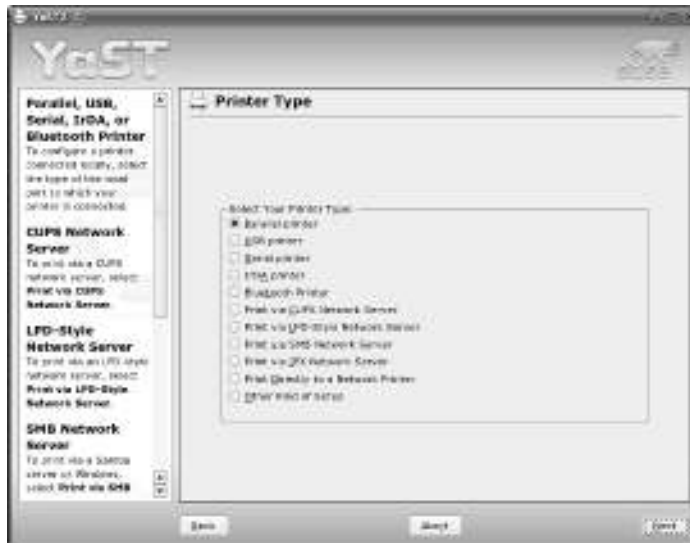 YaST
Parallel, USB,
Serial, IrDA, or
Bluetooth Printer
To configure a printer
connected locally, select
the type of the used
port to which your
printer is connected.
CUPS Network
Server
To print via a CUPS
network server, select
Print via CUPS
Network Server.
LPD-Style
Network Server
To print via an LPD-style
network server, select
Print via LPD-Style
Network Server.
SMB Network
Server
To print via a Samba
server or Windows,
select Print via SMB
Printer Type
Select Your Printer Type:
Parallel printer
USB printer
Serial printer
IrDA printer
Bluetooth Printer
Print via CUPS Network Server
Print via LPD-Style Network Server
Print via SMB Network Server
Print via IPX Network Server
Print Directly to a Network Printer
Other Kind of Setup
Back
Abort
Next